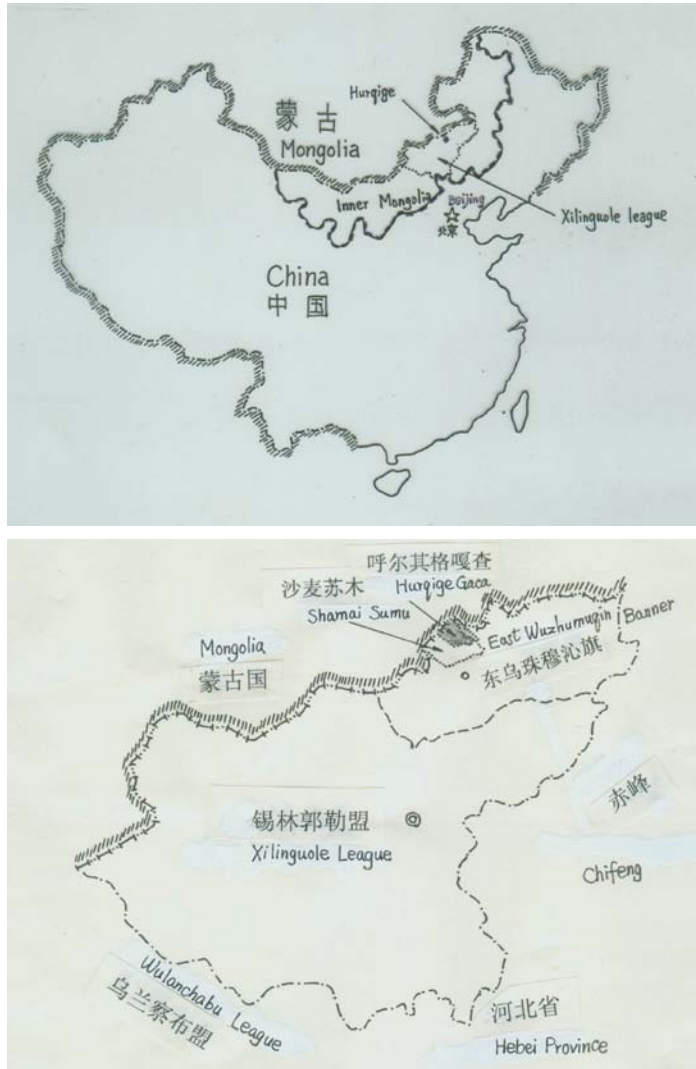 Hurqige
蒙古
Mongolia
Inner Mongolia
Beijing
北京
Xilinguole league
China
中国
呼尔其格嘎查
沙麦苏木
Hurqige Gaca
Shamai Sumu
East Wuzhumuqin Banner
东乌珠穆沁旗
Mongolia
蒙古国
赤峰
锡林郭勒盟
Xilinguole League
Chifeng
Wulanchabu League
乌兰察布盟
河北省
Hebei Province